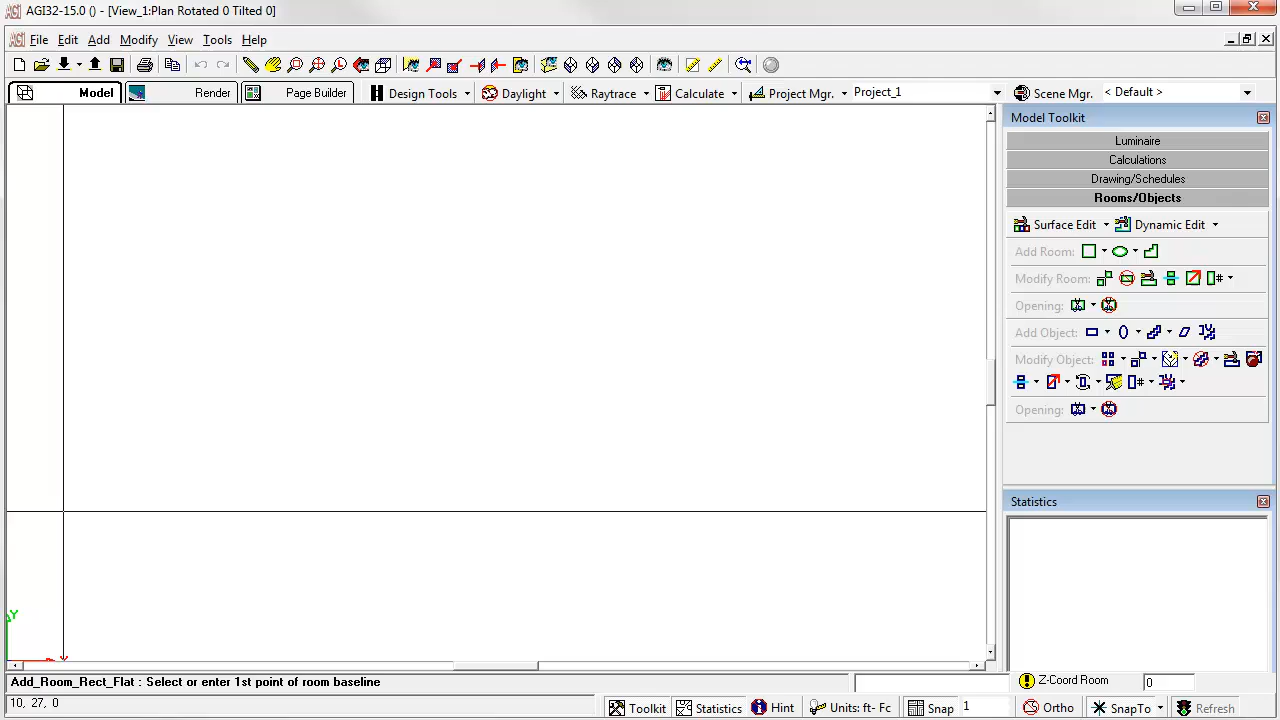 AGI32-15.0 () - [View_1:Plan Rotated 0 Tilted 0]
AGI File Edit Add Modify View Tools Help
Model Render Page Builder Design Tools Daylight Raytrace Calculate Project Mgr. Project_1 Scene Mgr. < Default >
Model Toolkit
Luminaire
Calculations
Drawing/Schedules
Rooms/Objects
Surface Edit Dynamic Edit
Add Room:
Modify Room:
Opening:
Add Object:
Modify Object:
Opening:
Statistics
Y
Add_Room_Rect_Flat : Select or enter 1st point of room baseline
Z-Coord Room 0
10, 27, 0
Toolkit Statistics Hint Units: ft- Fc Snap 1 Ortho SnapTo Refresh